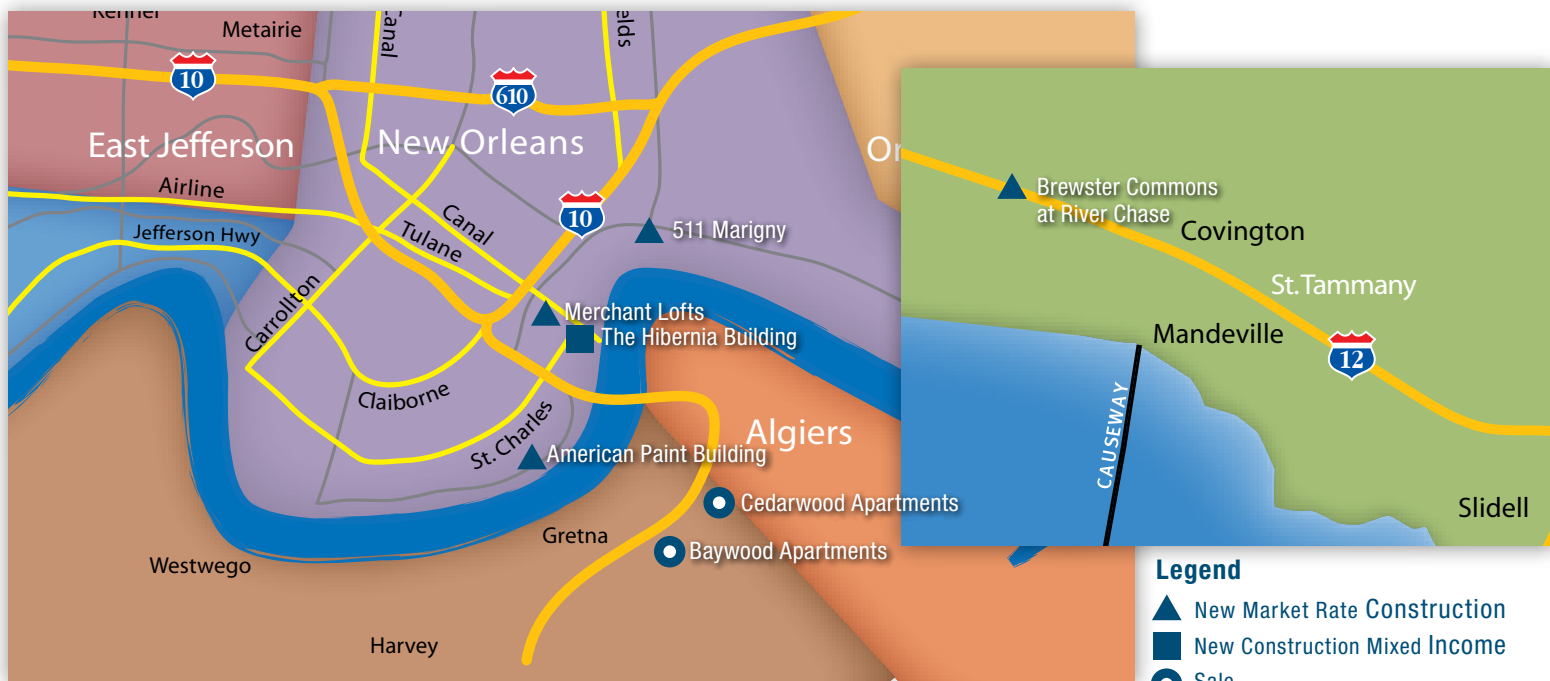 Kenner
Metairie
Canal
elds
10
610
East Jefferson
New Orleans
Or
Airline
Jefferson Hwy
Canal
Tulane
10
511 Marigny
Carrollton
Merchant Lofts
The Hibernia Building
Claiborne
St. Charles
American Paint Building
Algiers
Cedarwood Apartments
Gretna
Baywood Apartments
Westwego
Harvey
Brewster Commons
at River Chase
Covington
St. Tammany
Mandeville
12
CAUSEWAY
Slidell
Legend
New Market Rate Construction
New Construction Mixed Income
Sale